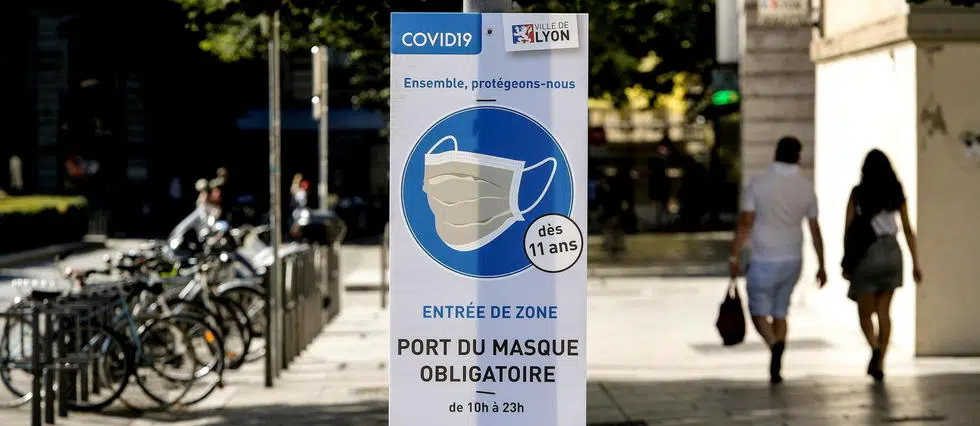 COVID19
VILLE DE
LYON
Ensemble, protégeons-nous
dès
11 ans
ENTRÉE DE ZONE
PORT DU MASQUE
OBLIGATOIRE
de 10h à 23h